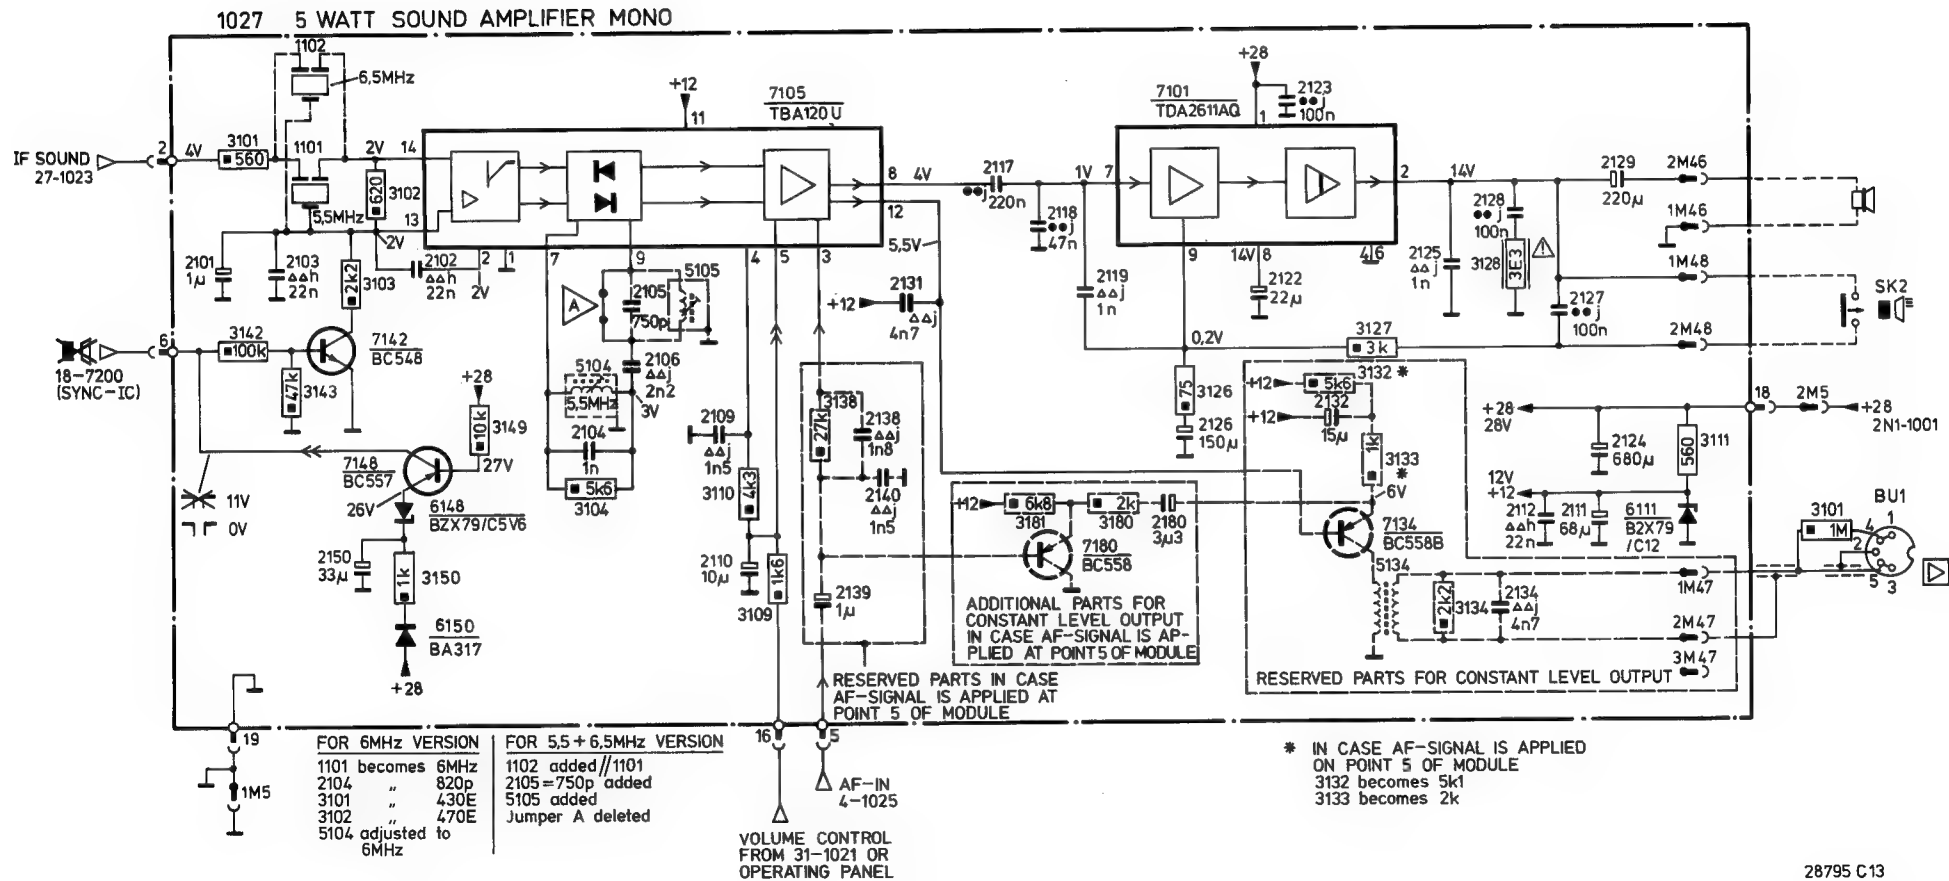 1027 5 WATT SOUND AMPLIFIER MONO
1102
6,5MHz
+12
11
7105
TBA120U
+28
1
2123
●●j
100n
7101
TDA2611AQ
IF SOUND
27-1023
2
4V
3101
560
1101
2V
14
620
3102
5,5MHz
13
2V
8
4V
12
5,5V
2117
●●j
220n
1V
7
2118
●●j
47n
2
14V
2129
220µ
2M46
1M46
2128
●●j
100n
3128
3E3
1M48
SK2
2M48
2101
1µ
2103
△△h
22n
2k2
3103
2102
△△h
22n
2
1
2V
7
9
4
5
3
A
2105
750p
5105
2131
+12
△△j
4n7
2119
△△j
1n
9
14V
8
2122
22µ
4
6
2125
△△j
1n
2127
●●j
100n
6
3142
100k
7142
BC548
47k
3143
18-7200
(SYNC-IC)
+28
10k
3149
27V
5104
5,5MHz
2106
△△j
2n2
3V
2104
1n
5k6
3104
0,2V
3127
3k
75
3126
2126
150µ
+12
5k6
3132
*
+12
2132
15µ
1k
3133
*
6V
18
2M5
+28
2N1-1001
+28
28V
2124
680µ
560
3111
12V
+12
2112
△△h
22n
2111
68µ
6111
B2X79
/C12
3101
1M
BU1
1
4
2
5
3
7148
BC557
11V
0V
26V
6148
BZX79/C5V6
2150
33µ
1k
3150
6150
BA317
+28
2109
△△j
1n5
4k3
3110
2110
10µ
1k6
3109
3138
27k
2138
△△j
1n8
2140
△△j
1n5
2139
1µ
+12
6k8
3181
2k
3180
2180
3µ3
7180
BC558
ADDITIONAL PARTS FOR
CONSTANT LEVEL OUTPUT
IN CASE AF-SIGNAL IS AP-
PLIED AT POINT 5 OF MODULE
7134
BC558B
5134
2k2
3134
2134
△△j
4n7
1M47
2M47
3M47
RESERVED PARTS FOR CONSTANT LEVEL OUTPUT
RESERVED PARTS IN CASE
AF-SIGNAL IS APPLIED AT
POINT 5 OF MODULE
19
1M5
16
5
AF-IN
4-1025
VOLUME CONTROL
FROM 31-1021 OR
OPERATING PANEL
FOR 6MHz VERSION
1101 becomes 6MHz
2104 „ 820p
3101 „ 430E
3102 „ 470E
5104 adjusted to
6MHz
FOR 5,5 + 6,5MHz VERSION
1102 added//1101
2105=750p added
5105 added
Jumper A deleted
* IN CASE AF-SIGNAL IS APPLIED
ON POINT 5 OF MODULE
3132 becomes 5k1
3133 becomes 2k
28795 C13